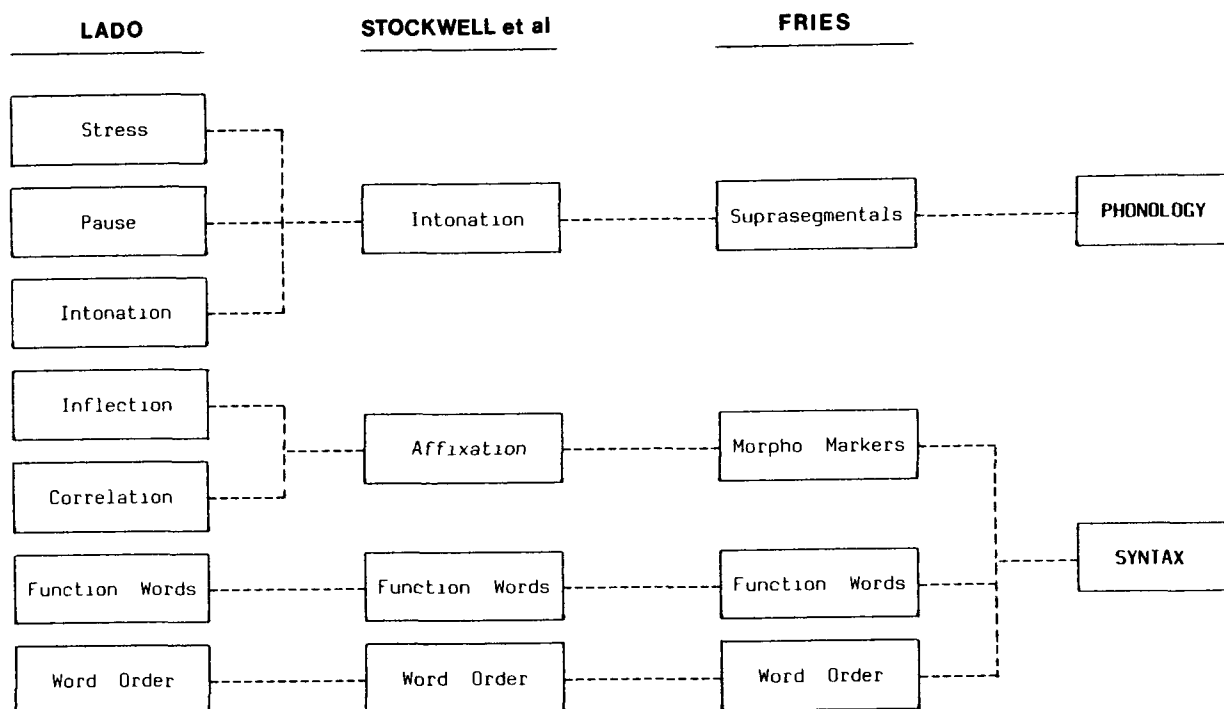 LADO STOCKWELL et al FRIES
Stress
Pause Intonation Suprasegmentals PHONOLOGY
Intonation
Inflection
Affixation Morpho Markers
Correlation
SYNTAX
Function Words Function Words Function Words
Word Order Word Order Word Order